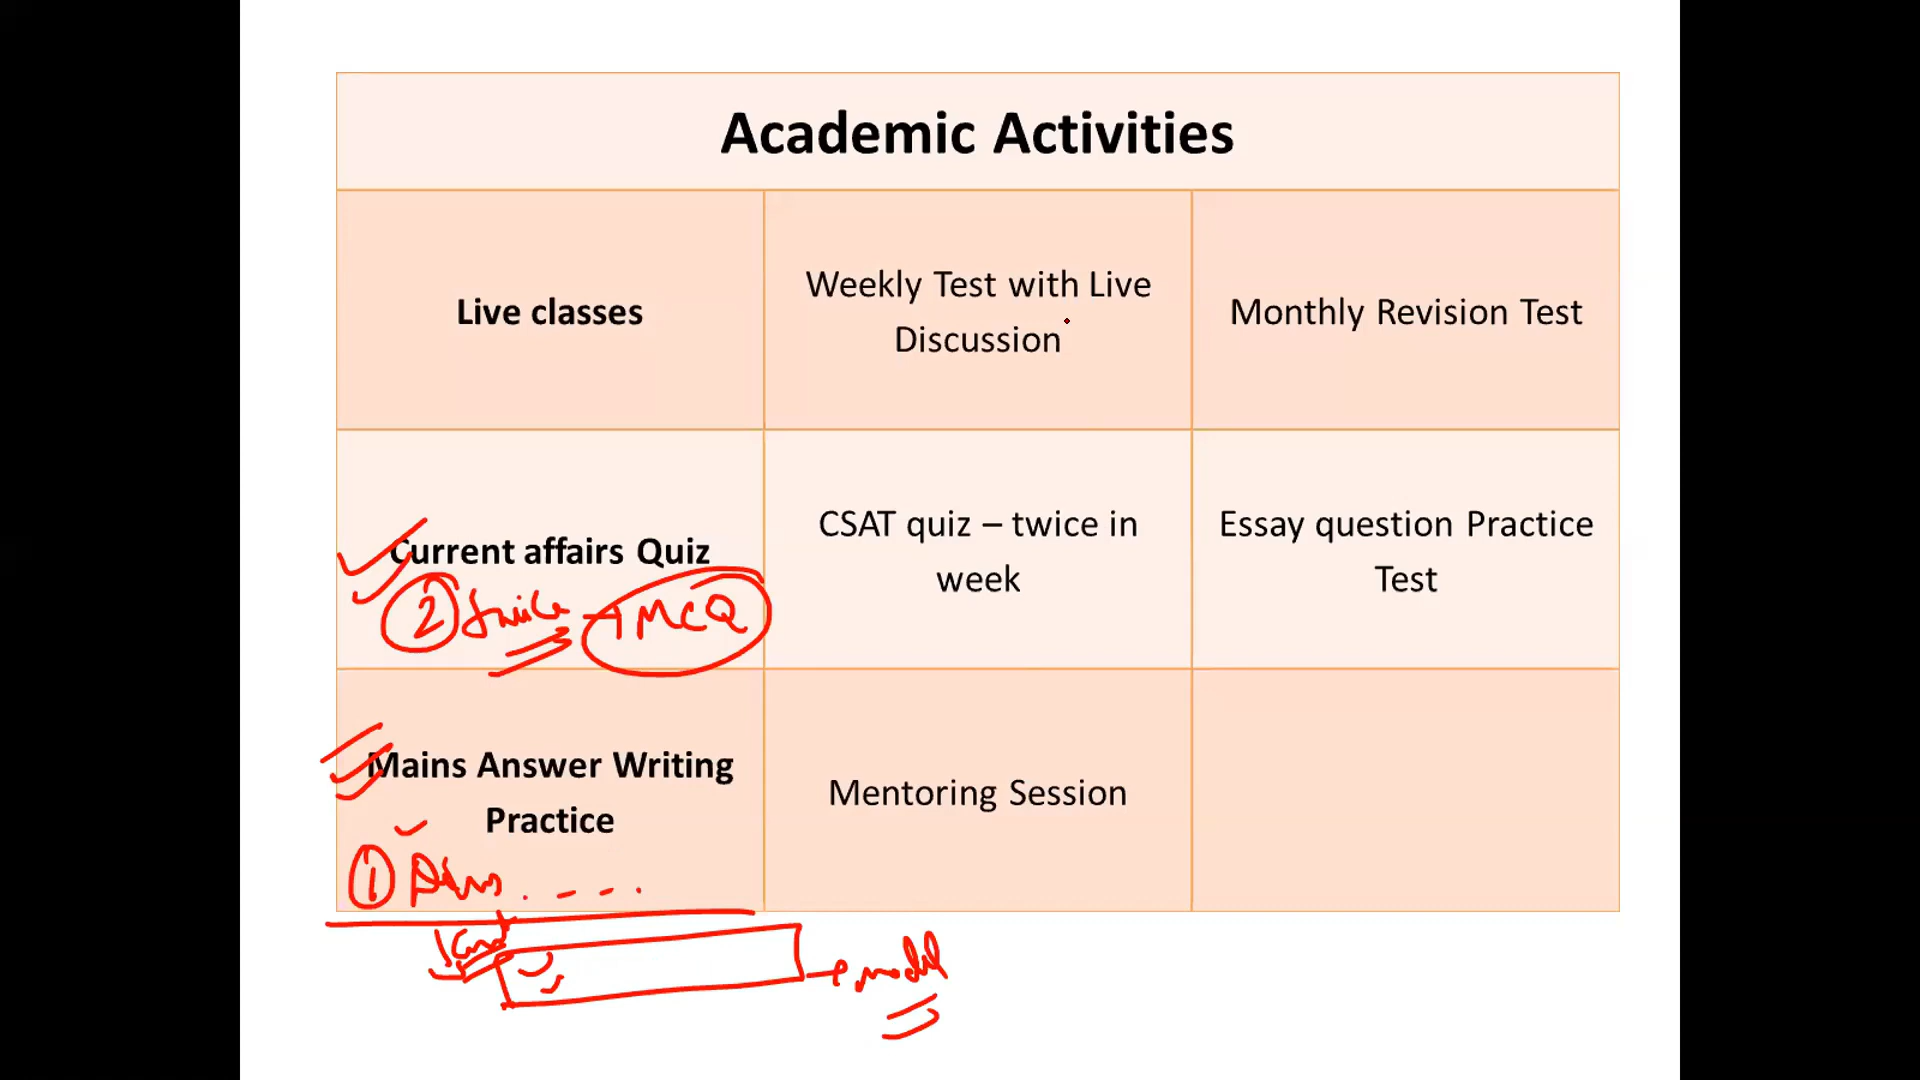 Academic Activities
Live classes
Weekly Test with Live
Discussion
Monthly Revision Test
Current affairs Quiz
② twice → MCQ
CSAT quiz – twice in
week
Essay question Practice
Test
Mains Answer Writing
Practice
①
Mentoring Session
model